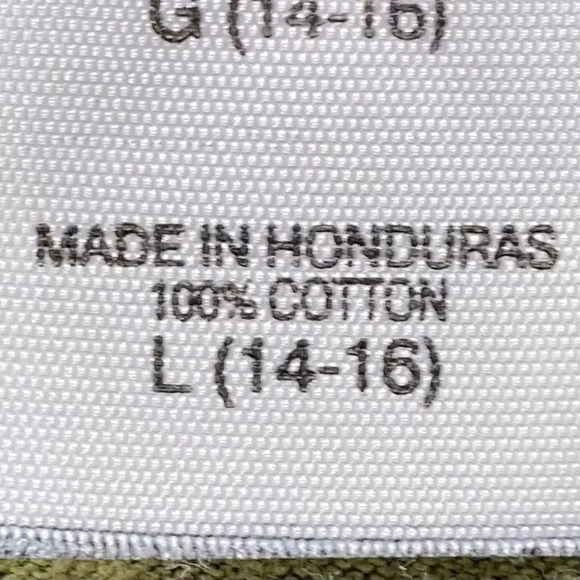 G (14-16)
MADE IN HONDURAS
100% COTTON
L (14-16)